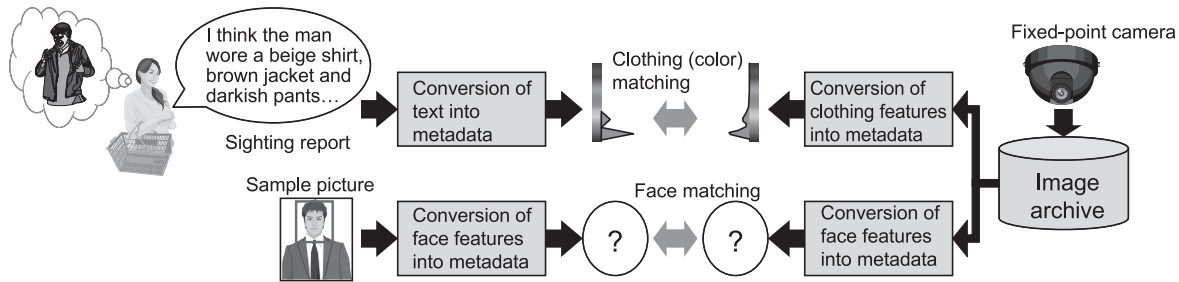 I think the man
wore a beige shirt,
brown jacket and
darkish pants…
Sighting report
Conversion of
text into
metadata
Clothing (color)
matching
Conversion of
clothing features
into metadata
Fixed-point camera
Image
archive
Sample picture
Conversion of
face features
into metadata
Face matching
?
?
Conversion of
face features
into metadata